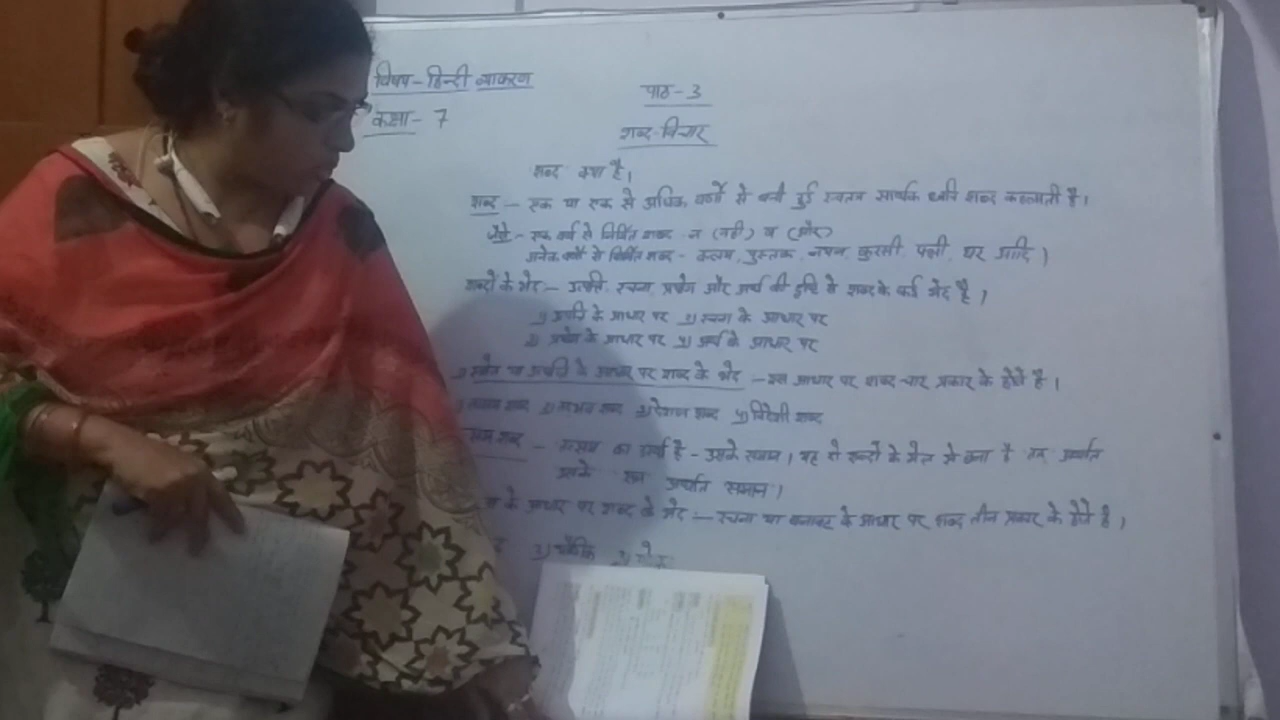 विषय - हिन्दी व्याकरण
पाठ - 3
कक्षा - 7
शब्द-विचार
शब्द क्या है।
शब्द - एक या एक से अधिक वर्णों से बनी हुई स्वतंत्र सार्थक ध्वनि शब्द कहलाती है।
जैसे - एक वर्ण से निर्मित शब्द - न (नहीं) व (और)
अनेक वर्णों से निर्मित शब्द - कलम, पुस्तक, नयन, कुरसी, पत्नी, घर आदि।
शब्दों के भेद - उत्पत्ति, रचना, प्रयोग और अर्थ की दृष्टि से शब्द के कई भेद है।
1) उत्पत्ति के आधार पर 2) रचना के आधार पर
3) प्रयोग के आधार पर 4) अर्थ के आधार पर
स्रोत या उत्पत्ति के आधार पर शब्द के भेद - इस आधार पर शब्द चार प्रकार के होते है।
तत्सम शब्द 2) तद्भव शब्द 3) देशज शब्द 4) विदेशी शब्द
शब्द - तत्सम का अर्थ है - उसके समान। यह दो शब्दों के मेल से बना है तत् अर्थात
उसके सम अर्थात समान।
के आधार पर शब्द के भेद - रचना या बनावट के आधार पर शब्द तीन प्रकार के होते है।
2) यौगिक 3)